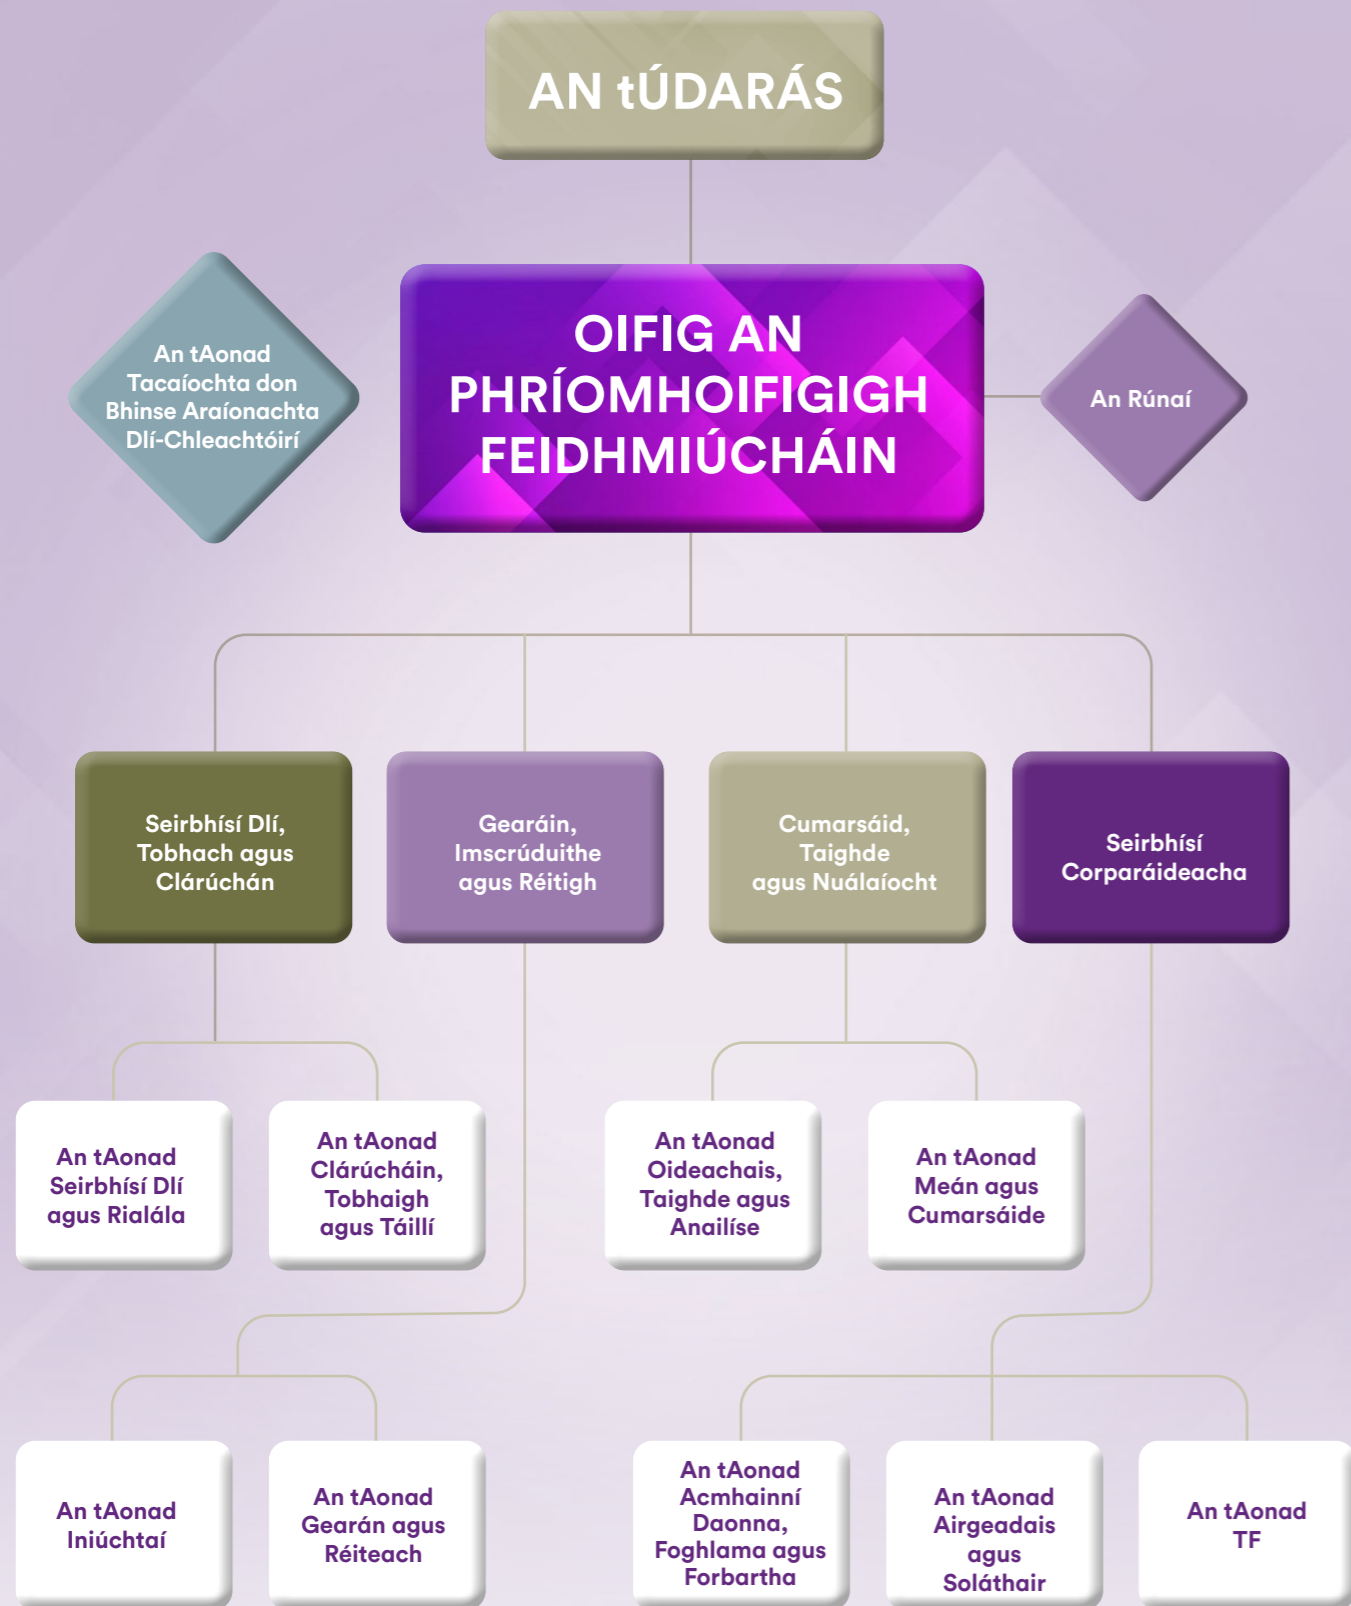 AN tÚDARÁS
An tAonad
Tacaíochta don
Bhinse Araíonachta
Dlí-Chleachtóirí
OIFIG AN
PHRÍOMHOIFIGIGH
FEIDHMIÚCHÁIN
An Rúnaí
Seirbhísí Dlí,
Tobhach agus
Clárúchán
Gearáin,
Imscrúduithe
agus Réitigh
Cumarsáid,
Taighde
agus Nuálaíocht
Seirbhísí
Corparáideacha
An tAonad
Seirbhísí Dlí
agus Rialála
An tAonad
Clárúcháin,
Tobhaigh
agus Táillí
An tAonad
Oideachais,
Taighde agus
Anailíse
An tAonad
Meán agus
Cumarsáide
An tAonad
Iniúchtaí
An tAonad
Gearán agus
Réiteach
An tAonad
Acmhainní
Daonna,
Foghlama agus
Forbartha
An tAonad
Airgeadais
agus
Soláthair
An tAonad
TF